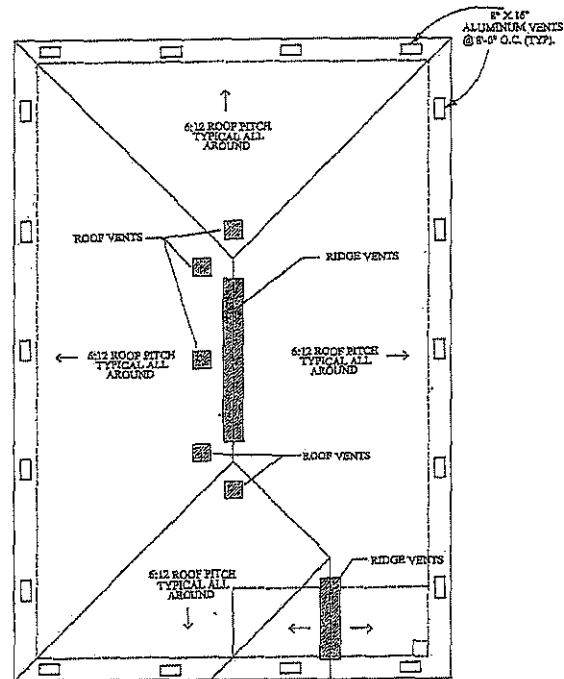 8" X 16"
ALUMINUM VENTS
@ 8'-0" O.C. (TYP).
6:12 ROOF PITCH
TYPICAL ALL
AROUND
ROOF VENTS
RIDGE VENTS
6:12 ROOF PITCH
TYPICAL ALL
AROUND
6:12 ROOF PITCH
TYPICAL ALL
AROUND
ROOF VENTS
RIDGE VENTS
6:12 ROOF PITCH
TYPICAL ALL
AROUND